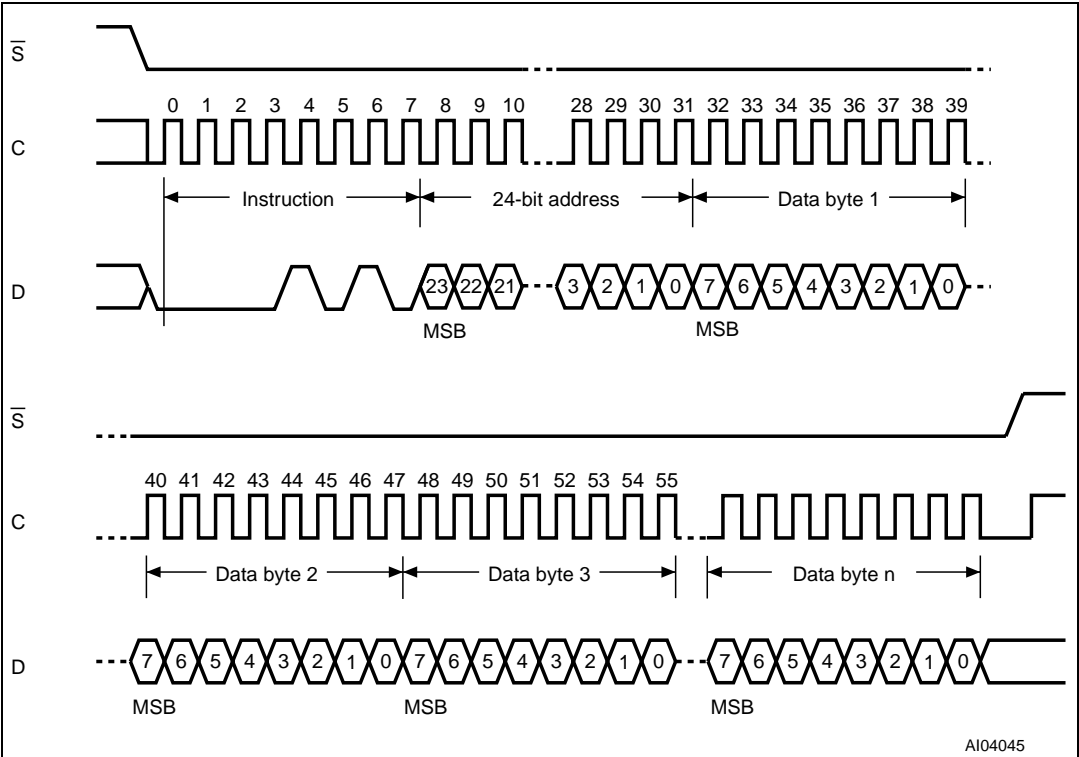 S̅
0 1 2 3 4 5 6 7 8 9 10 28 29 30 31 32 33 34 35 36 37 38 39
C
Instruction 24-bit address Data byte 1
D
23 22 21 3 2 1 0 7 6 5 4 3 2 1 0
MSB MSB
S̅
40 41 42 43 44 45 46 47 48 49 50 51 52 53 54 55
C
Data byte 2 Data byte 3 Data byte n
D
7 6 5 4 3 2 1 0 7 6 5 4 3 2 1 0 7 6 5 4 3 2 1 0
MSB MSB MSB
AI04045